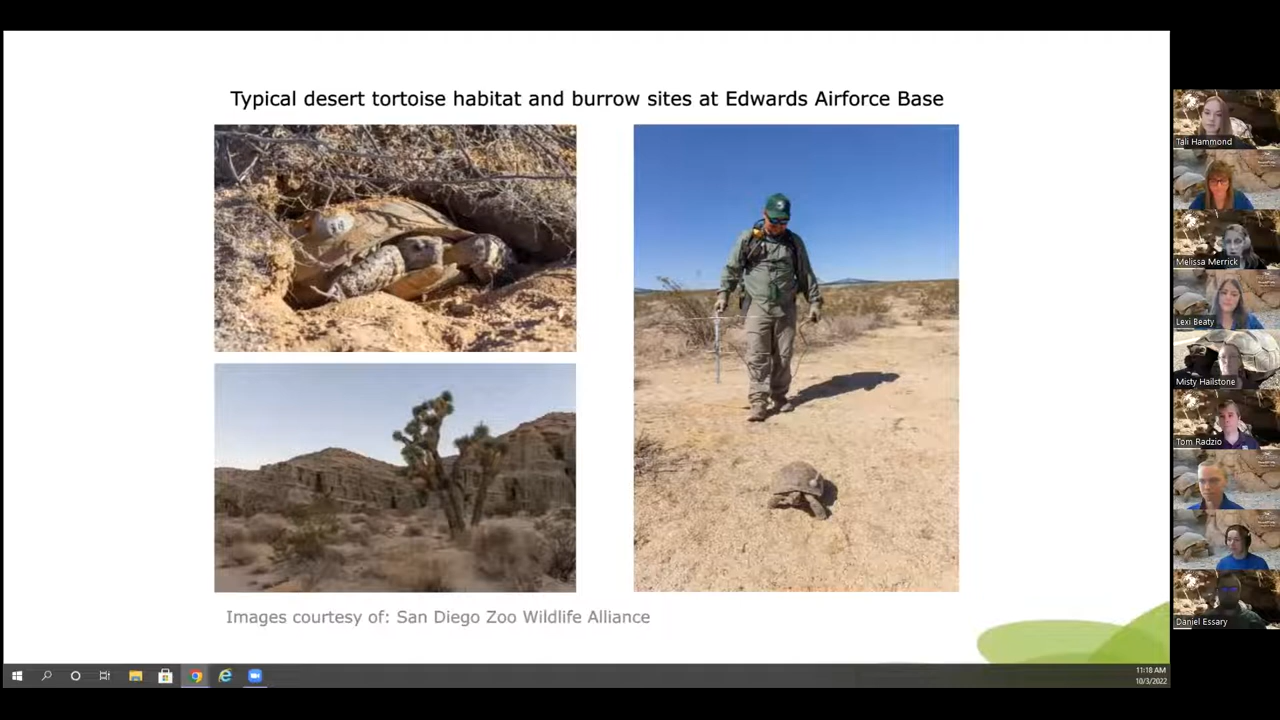 Typical desert tortoise habitat and burrow sites at Edwards Airforce Base
Images courtesy of: San Diego Zoo Wildlife Alliance
Tali Hammond
Melissa Merrick
Lexi Beaty
Misty Hailstone
Tom Radzio
Daniel Essary
11:18 AM
10/3/2022